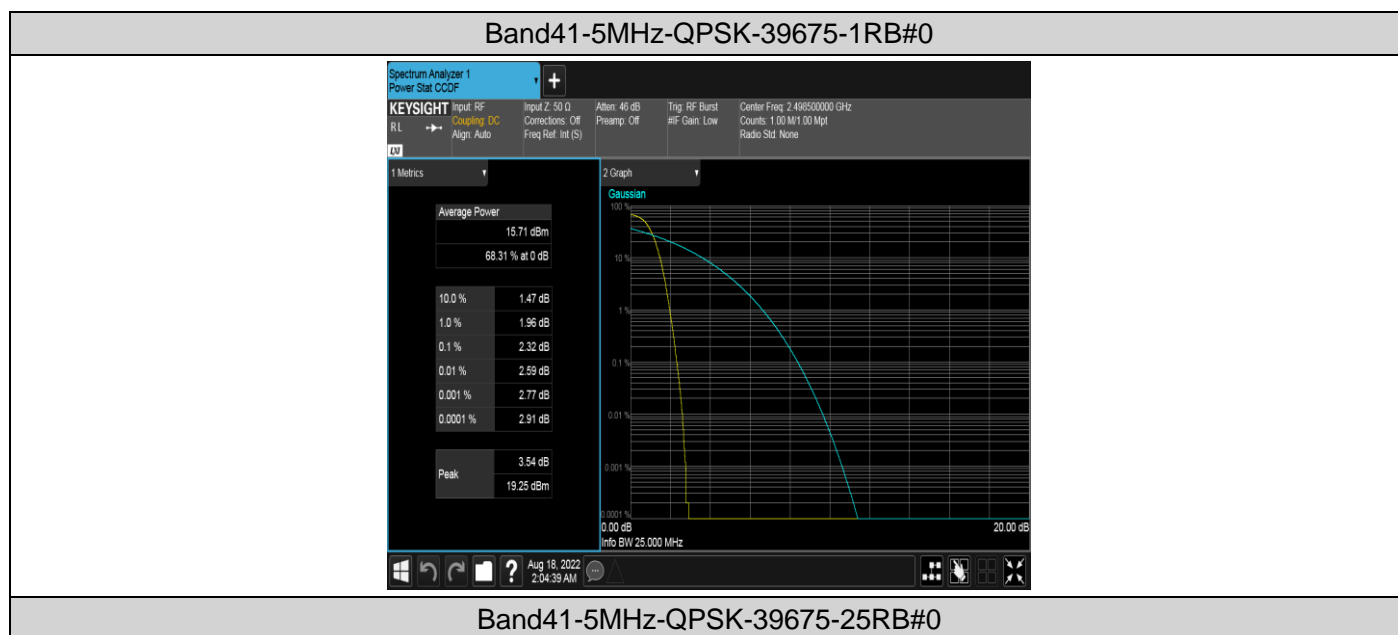 Band41-5MHz-QPSK-39675-1RB#0
Spectrum Analyzer 1
Power Stat CCDF
KEYSIGHT
RL
LXI
Input: RF
Coupling: DC
Align: Auto
Input Z: 50 Ω
Corrections: Off
Freq Ref: Int (S)
Atten: 46 dB
Preamp: Off
Trig: RF Burst
#IF Gain: Low
Center Freq: 2.498500000 GHz
Counts: 1.00 M/1.00 Mpt
Radio Std: None
1 Metrics
Average Power
15.71 dBm
68.31 % at 0 dB
10.0 % 1.47 dB
1.0 % 1.96 dB
0.1 % 2.32 dB
0.01 % 2.59 dB
0.001 % 2.77 dB
0.0001 % 2.91 dB
Peak 3.54 dB
19.25 dBm
2 Graph
Gaussian
100 %
10 %
1 %
0.1 %
0.01 %
0.001 %
0.0001 %
0.00 dB 20.00 dB
Info BW 25.000 MHz
? Aug 18, 2022
2:04:39 AM
Band41-5MHz-QPSK-39675-25RB#0